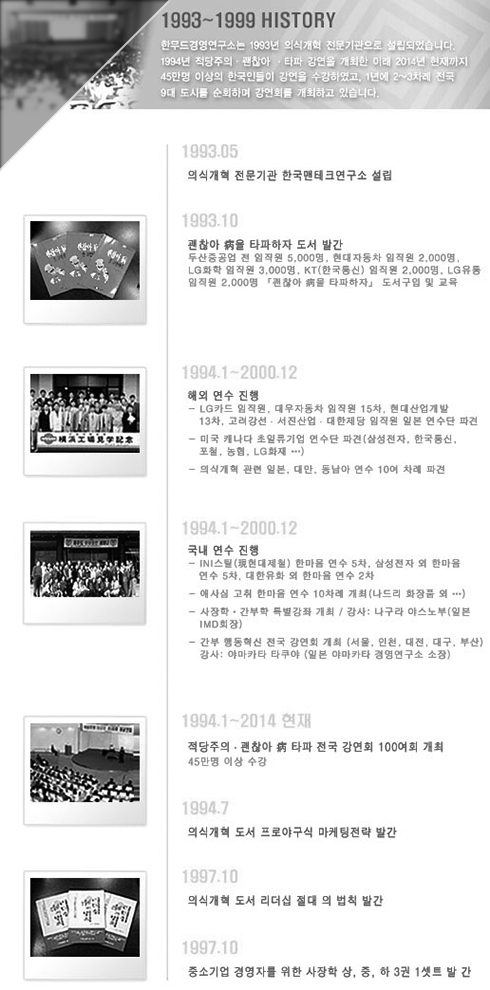 1993~1999 HISTORY
한무드경영연구소는 1993년 의식개혁 전문기관으로 설립되었습니다.
1994년 적당주의·괜찮아 ·타파 강연을 개최한 이래 2014년 현재까지
45만명 이상의 한국인들이 강연을 수강하였고, 1년에 2~3차례 전국
9대 도시를 순회하며 강연회를 개최하고 있습니다.
1993.05
의식개혁 전문기관 한국맨테크연구소 설립
1993.10
괜찮아 病을 타파하자 도서 발간
두산중공업 전 임직원 5,000명, 현대자동차 임직원 2,000명,
LG화학 임직원 3,000명, KT(한국통신) 임직원 2,000명, LG유통
임직원 2,000명 「괜찮아 病을 타파하자」 도서구입 및 교육
1994.1~2000.12
해외 연수 진행
- LG카드 임직원, 대우자동차 임직원 15차, 현대산업개발
13차, 고려강선·서진산업·대한제당 임직원 일본 연수단 파견
- 미국 캐나다 초일류기업 연수단 파견(삼성전자, 한국통신,
포철, 농협, LG화재 …)
- 의식개혁 관련 일본, 대만, 동남아 연수 10여 차례 파견
横浜工場見学記念
1994.1~2000.12
국내 연수 진행
- INI스틸(現현대제철) 한마음 연수 5차, 삼성전자 외 한마음
연수 5차, 대한유화 외 한마음 연수 2차
- 애사심 고취 한마음 연수 10차례 개최(나드리 화장품 외 …)
- 사장학·간부학 특별강좌 개최 / 강사: 나구라 야스노부(일본
IMD회장)
- 간부 행동혁신 전국 강연회 개최 (서울, 인천, 대전, 대구, 부산)
강사: 야마카타 타쿠야 (일본 야마카타 경영연구소 소장)
1994.1~2014 현재
적당주의·괜찮아 病 타파 전국 강연회 100여회 개최
45만명 이상 수강
1994.7
의식개혁 도서 프로야구식 마케팅전략 발간
1997.10
의식개혁 도서 리더십 절대 의 법칙 발간
1997.10
중소기업 경영자를 위한 사장학 상, 중, 하 3권 1셋트 발 간